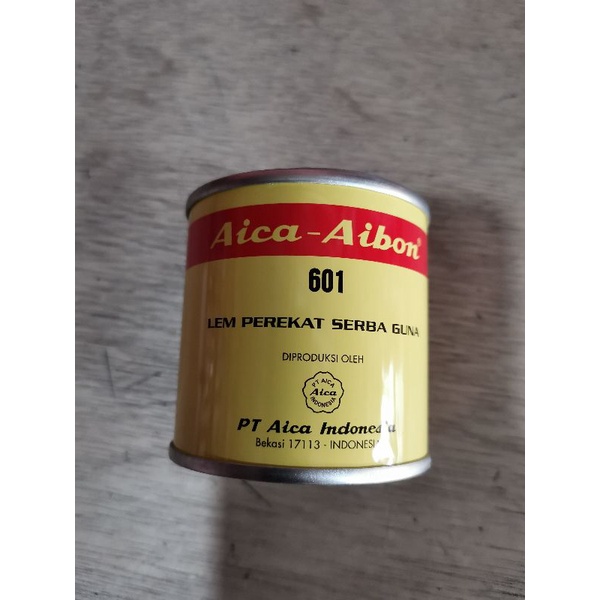 Aica-Aibon®
601
LEM PEREKAT SERBA GUNA
DIPRODUKSI OLEH
PT AICA
Aica
INDONESIA
PT Aica Indonesia
Bekasi 17113 - INDONESIA